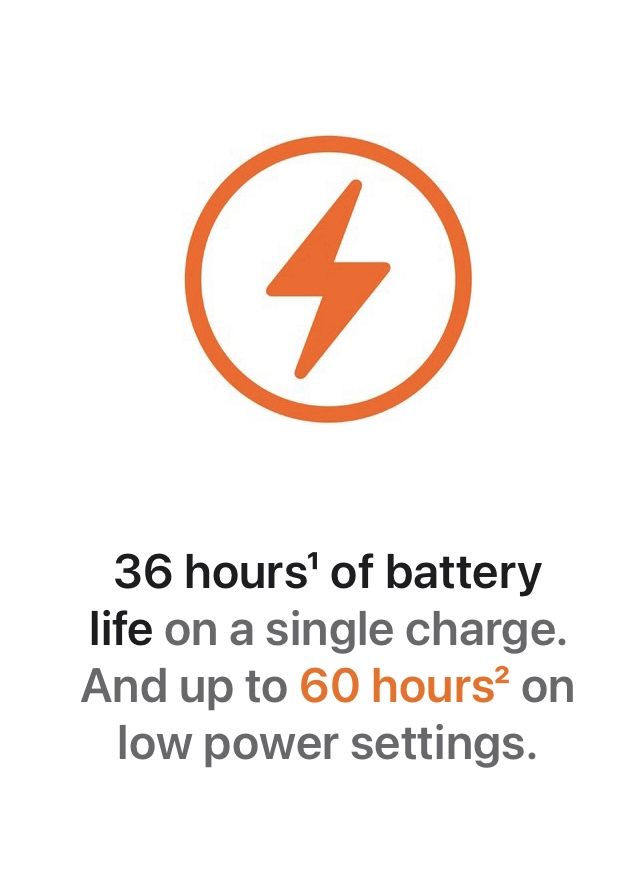 36 hours¹ of battery
life on a single charge.
And up to 60 hours² on
low power settings.